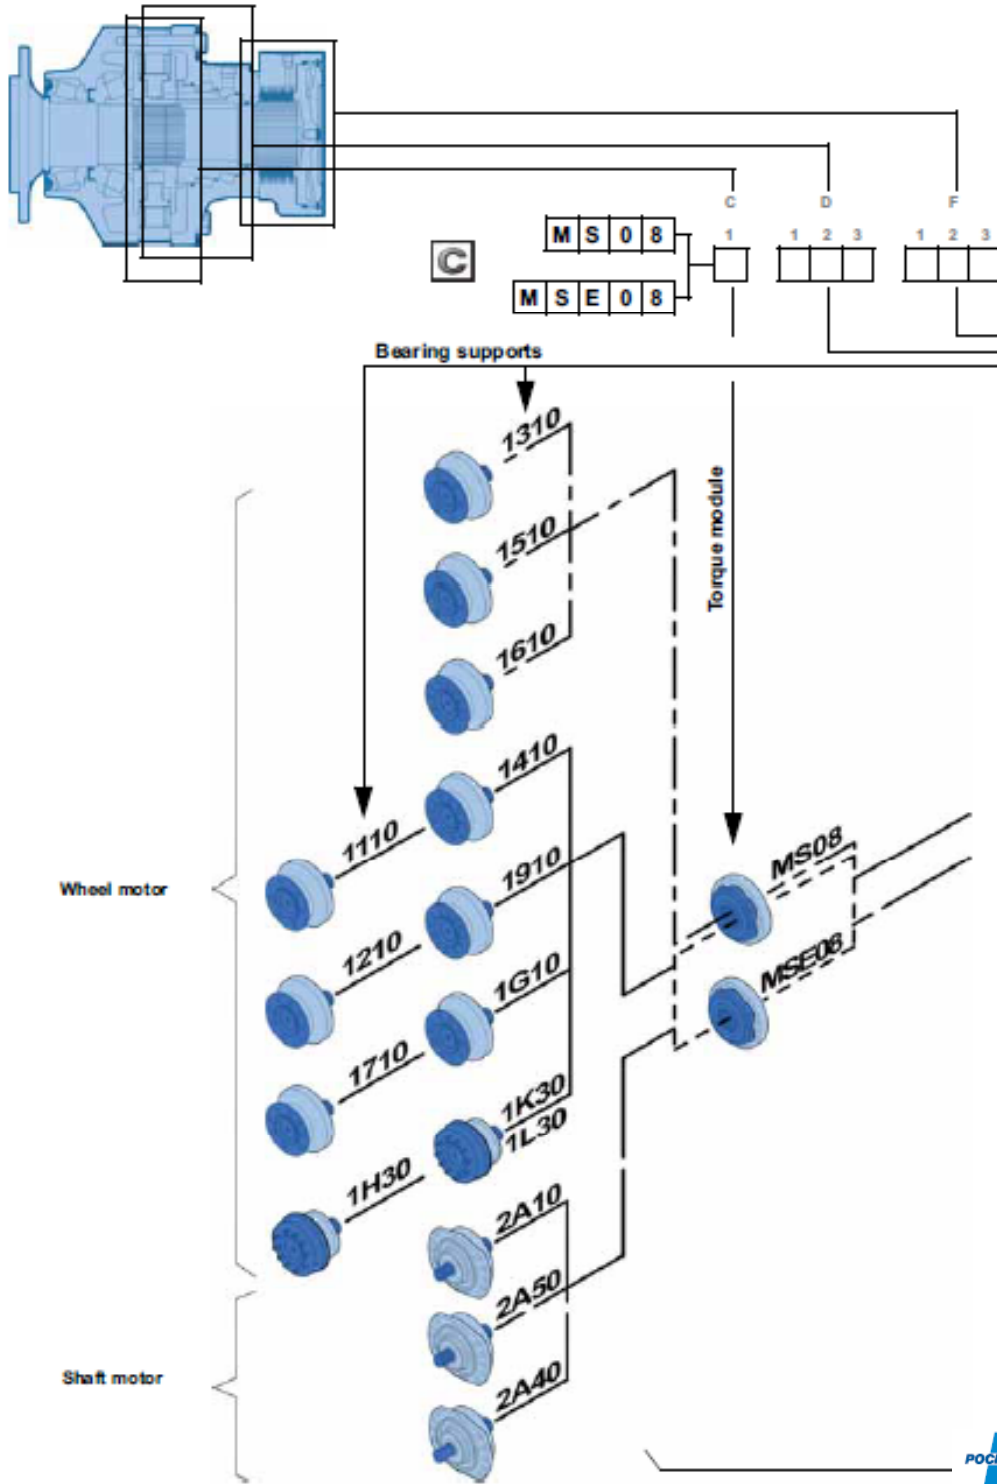 C D F
1 1 2 3 1 2 3
M S 0 8
C
M S E 0 8
Bearing supports
1310
Torque module
1510
1610
1410
1110
MS08
1910
Wheel motor
1210
MSE08
1G10
1710
1K30
1L30
1H30
2A10
2A50
Shaft motor
2A40